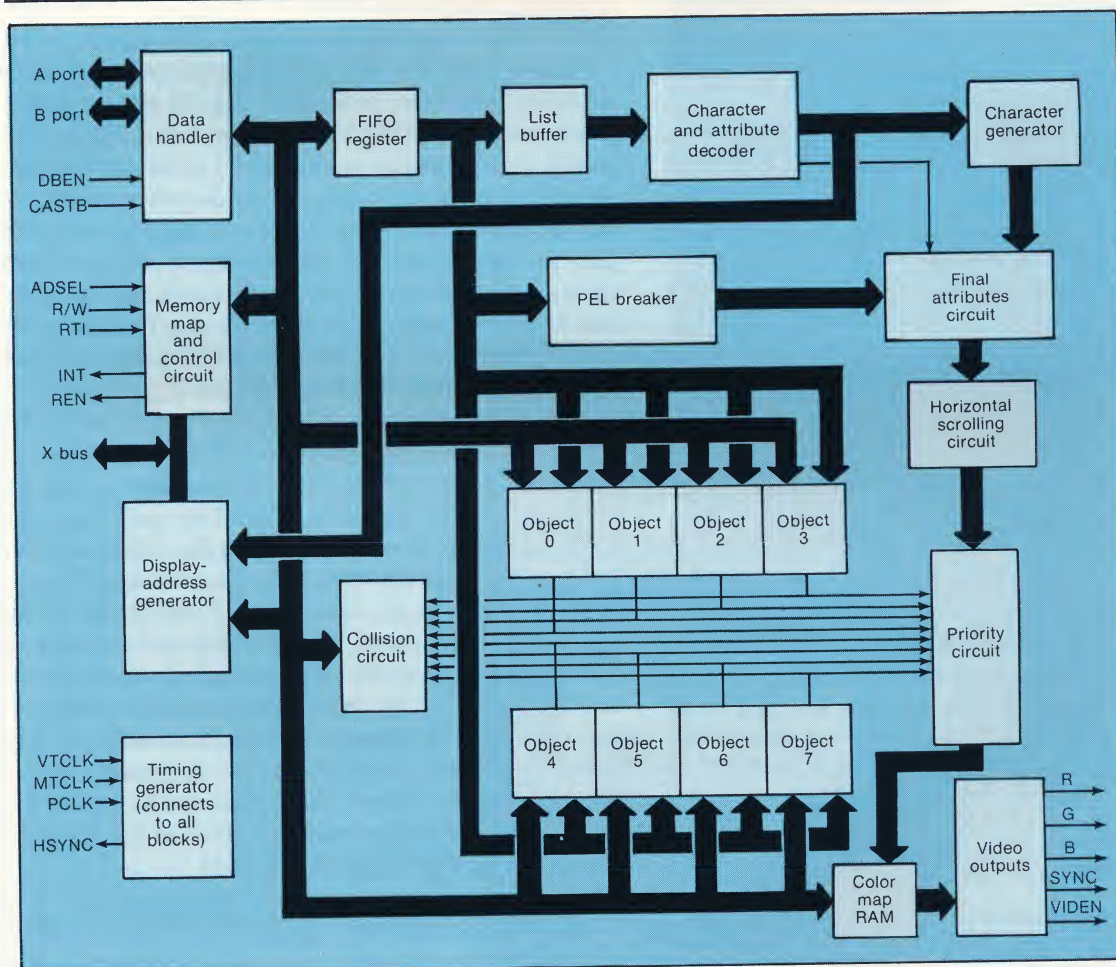 A port
B port
DBEN
CASTB
Data
handler
FIFO
register
List
buffer
Character
and attribute
decoder
Character
generator
ADSEL
R/W
RTI
INT
REN
Memory
map
and
control
circuit
PEL breaker
Final
attributes
circuit
Horizontal
scrolling
circuit
X bus
Display-
address
generator
Object
0
Object
1
Object
2
Object
3
Collision
circuit
Priority
circuit
Object
4
Object
5
Object
6
Object
7
VTCLK
MTCLK
PCLK
HSYNC
Timing
generator
(connects
to all
blocks)
Color
map
RAM
Video
outputs
R
G
B
SYNC
VIDEN